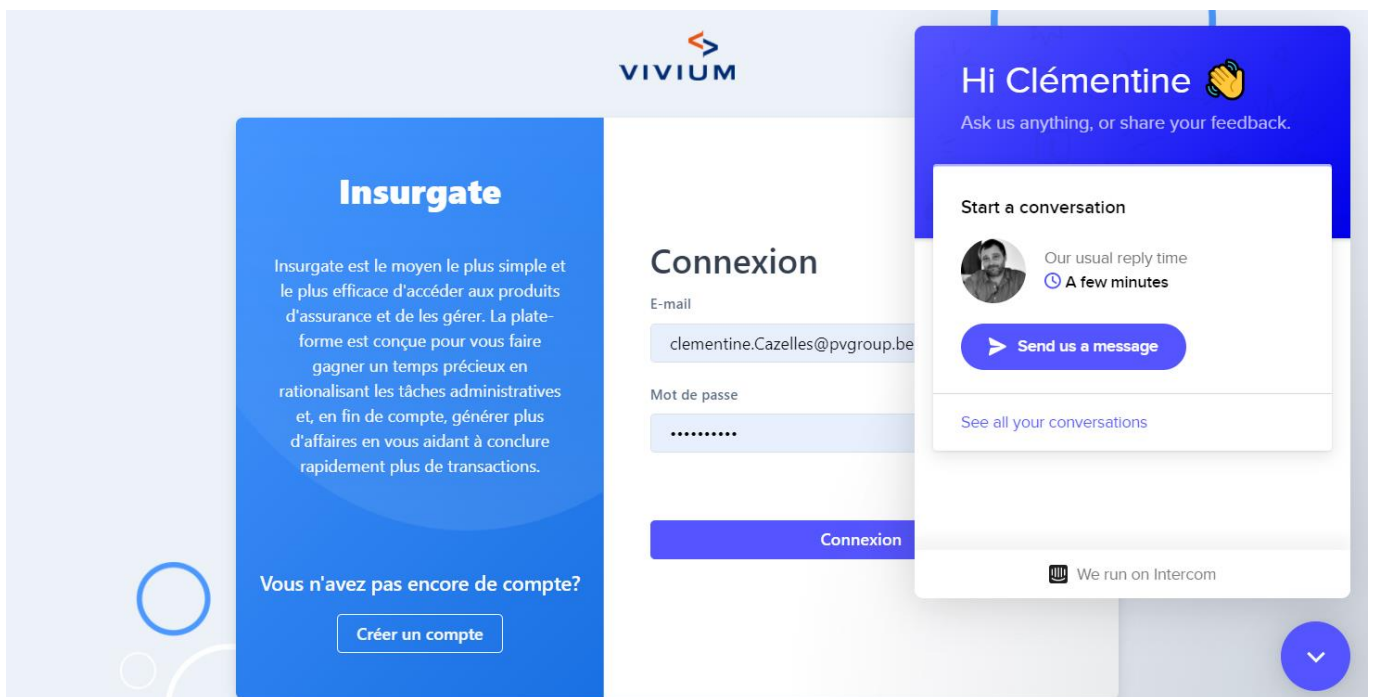 VIVIUM
Insurgate
Insurgate est le moyen le plus simple et
le plus efficace d'accéder aux produits
d'assurance et de les gérer. La plate-
forme est conçue pour vous faire
gagner un temps précieux en
rationalisant les tâches administratives
et, en fin de compte, générer plus
d'affaires en vous aidant à conclure
rapidement plus de transactions.
Vous n'avez pas encore de compte?
Créer un compte
Connexion
E-mail
clementine.Cazelles@pvgroup.be
Mot de passe
••••••••••
Connexion
Hi Clémentine 👋
Ask us anything, or share your feedback.
Start a conversation
Our usual reply time
A few minutes
Send us a message
See all your conversations
We run on Intercom